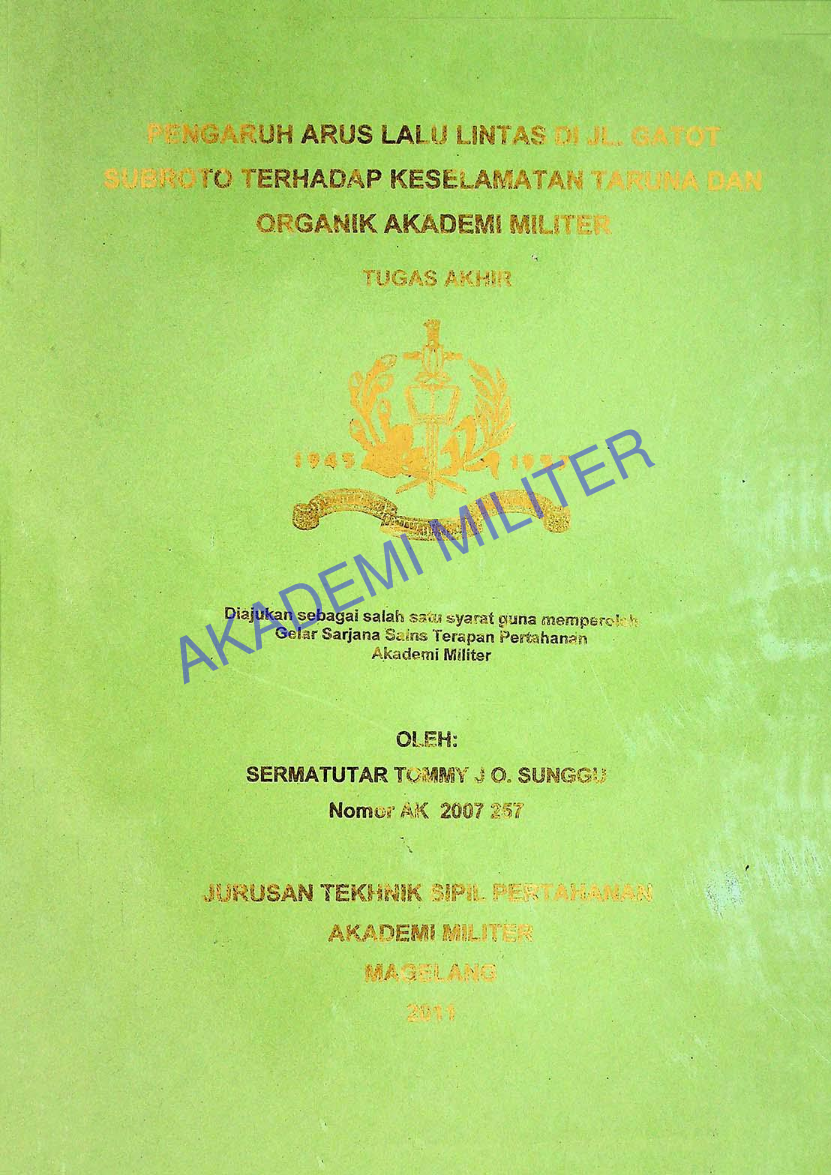 PENGARUH ARUS LALU LINTAS DI JL. GATOT
SUBROTO TERHADAP KESELAMATAN TARUNA DAN
ORGANIK AKADEMI MILITER
TUGAS AKHIR
1945
AKADEMI MILITER
Diajukan sebagai salah satu syarat guna memperoleh
Gelar Sarjana Sains Terapan Pertahanan
Akademi Militer
OLEH:
SERMATUTAR TOMMY J O. SUNGGU
Nomor AK 2007 257
JURUSAN TEKHNIK SIPIL PERTAHANAN
AKADEMI MILITER
MAGELANG
2011